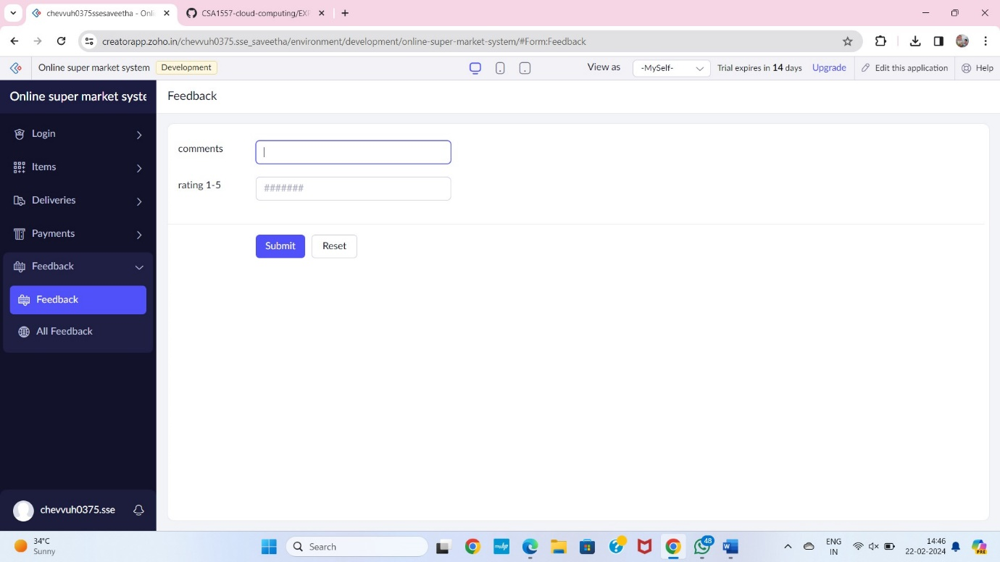 chevvuh0375ssesaveetha - Onli
CSA1557-cloud-computing/EXP
creatorapp.zoho.in/chevvuh0375.sse_saveetha/environment/development/online-super-market-system/#Form:Feedback
Online super market system
Development
View as
-MySelf-
Trial expires in 14 days
Upgrade
Edit this application
Help
Online super market syste
Feedback
Login
Items
Deliveries
Payments
Feedback
Feedback
All Feedback
comments
rating 1-5
#######
Submit
Reset
chevvuh0375.sse
34°C
Sunny
Search
myhp
48
W
ENG
IN
14:46
22-02-2024
PRE